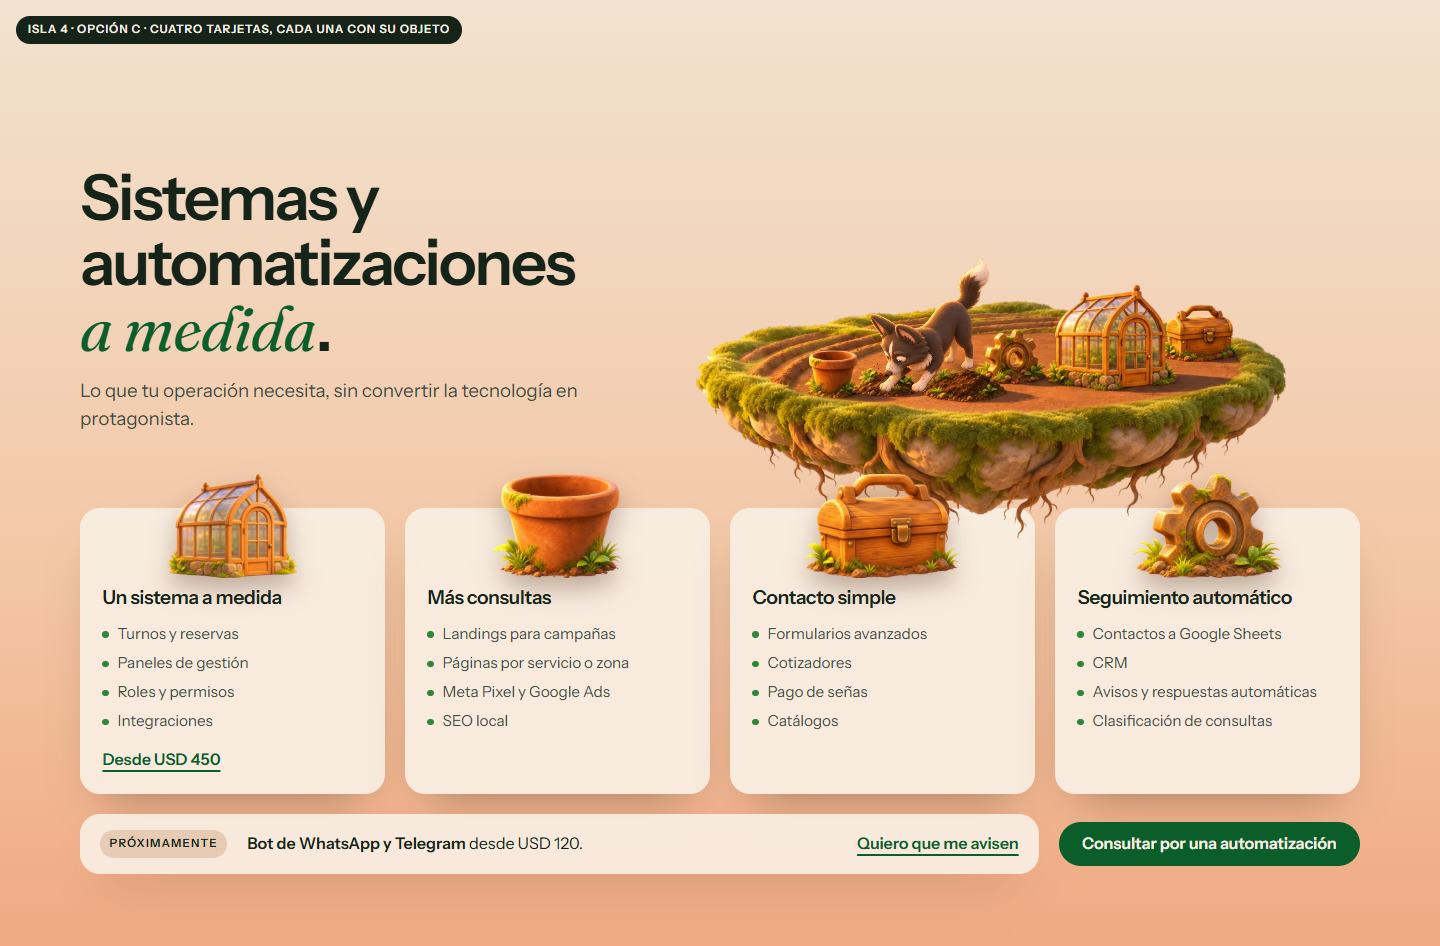 ISLA 4 · OPCIÓN C · CUATRO TARJETAS, CADA UNA CON SU OBJETO
Sistemas y
automatizaciones
a medida.
Lo que tu operación necesita, sin convertir la tecnología en
protagonista.
Un sistema a medida
Turnos y reservas
Paneles de gestión
Roles y permisos
Integraciones
Desde USD 450
Más consultas
Landings para campañas
Páginas por servicio o zona
Meta Pixel y Google Ads
SEO local
Contacto simple
Formularios avanzados
Cotizadores
Pago de señas
Catálogos
Seguimiento automático
Contactos a Google Sheets
CRM
Avisos y respuestas automáticas
Clasificación de consultas
PRÓXIMAMENTE
Bot de WhatsApp y Telegram desde USD 120.
Quiero que me avisen
Consultar por una automatización